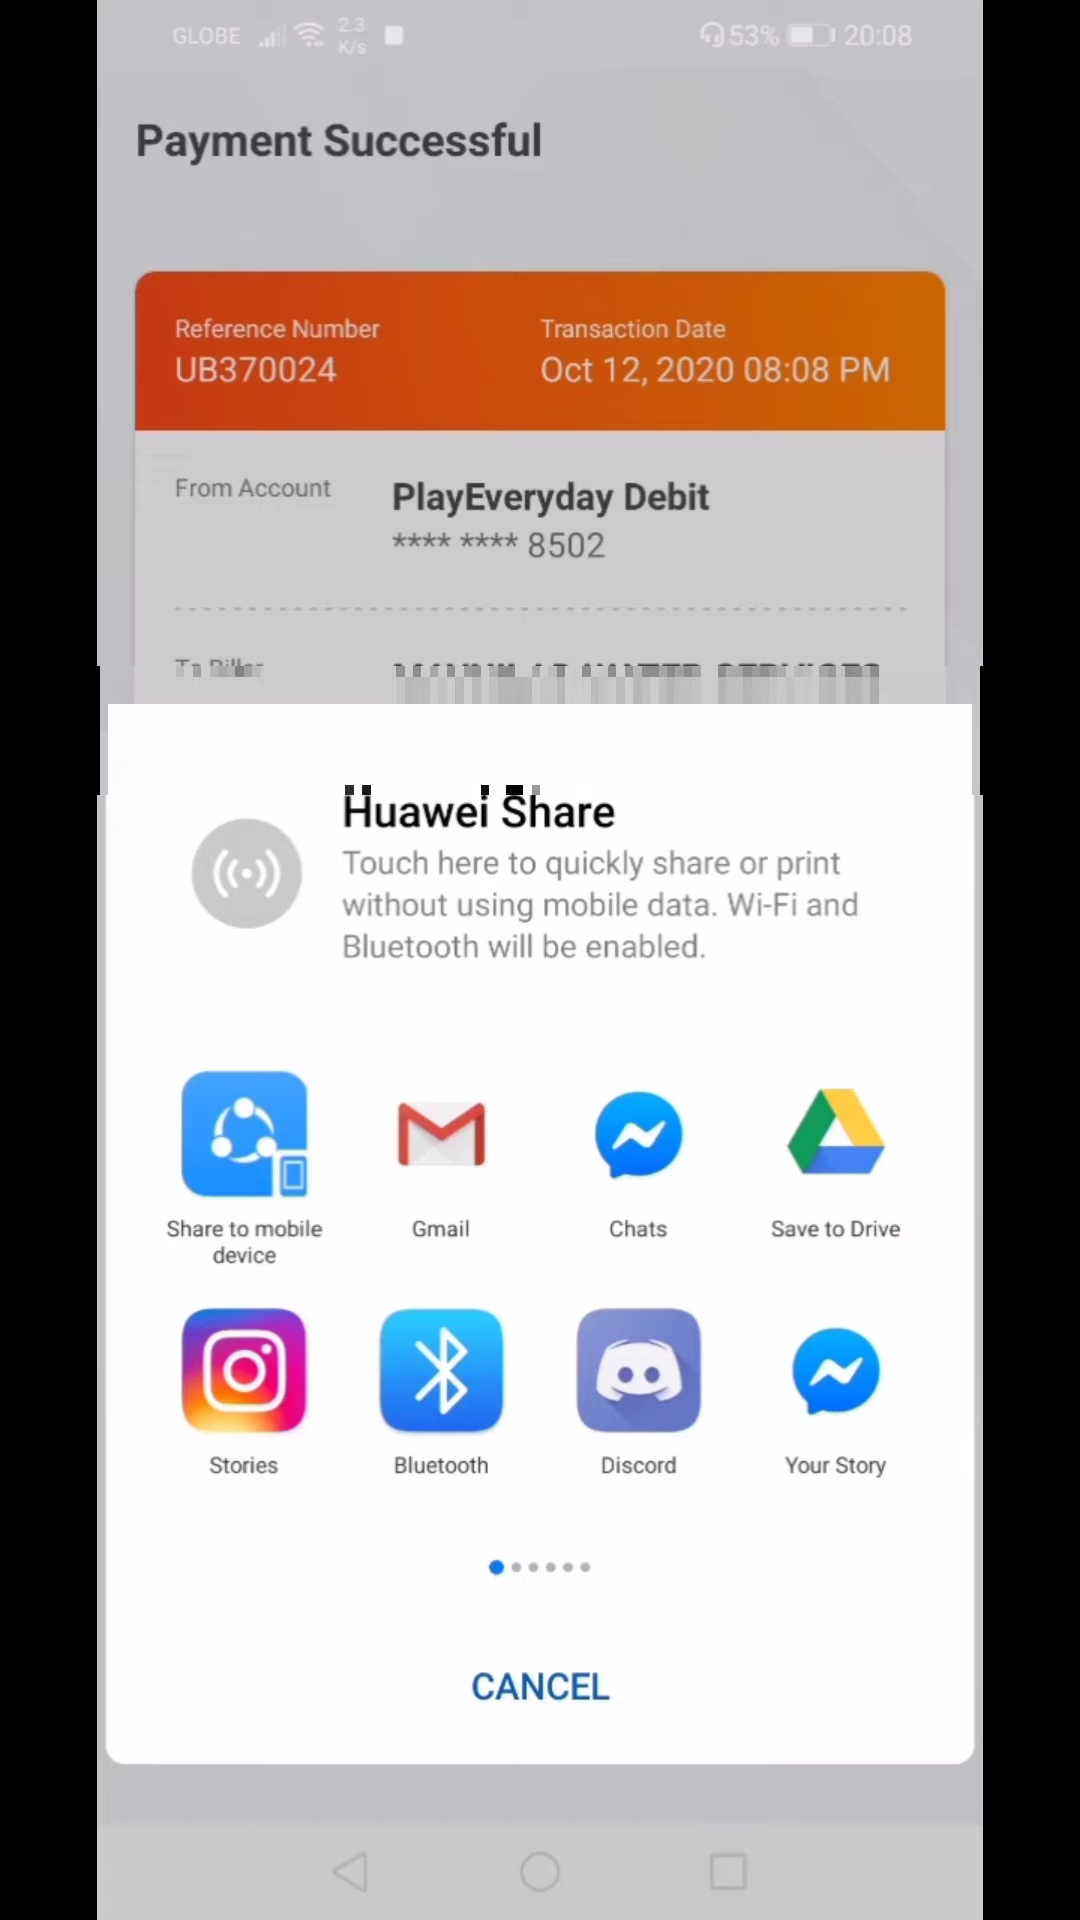 GLOBE 2.3 K/s 53% 20:08
Payment Successful
Reference Number Transaction Date
UB370024 Oct 12, 2020 08:08 PM
From Account PlayEveryday Debit
**** **** 8502
Huawei Share
Touch here to quickly share or print
without using mobile data. Wi-Fi and
Bluetooth will be enabled.
Share to mobile device
Gmail
Chats
Save to Drive
Stories
Bluetooth
Discord
Your Story
CANCEL